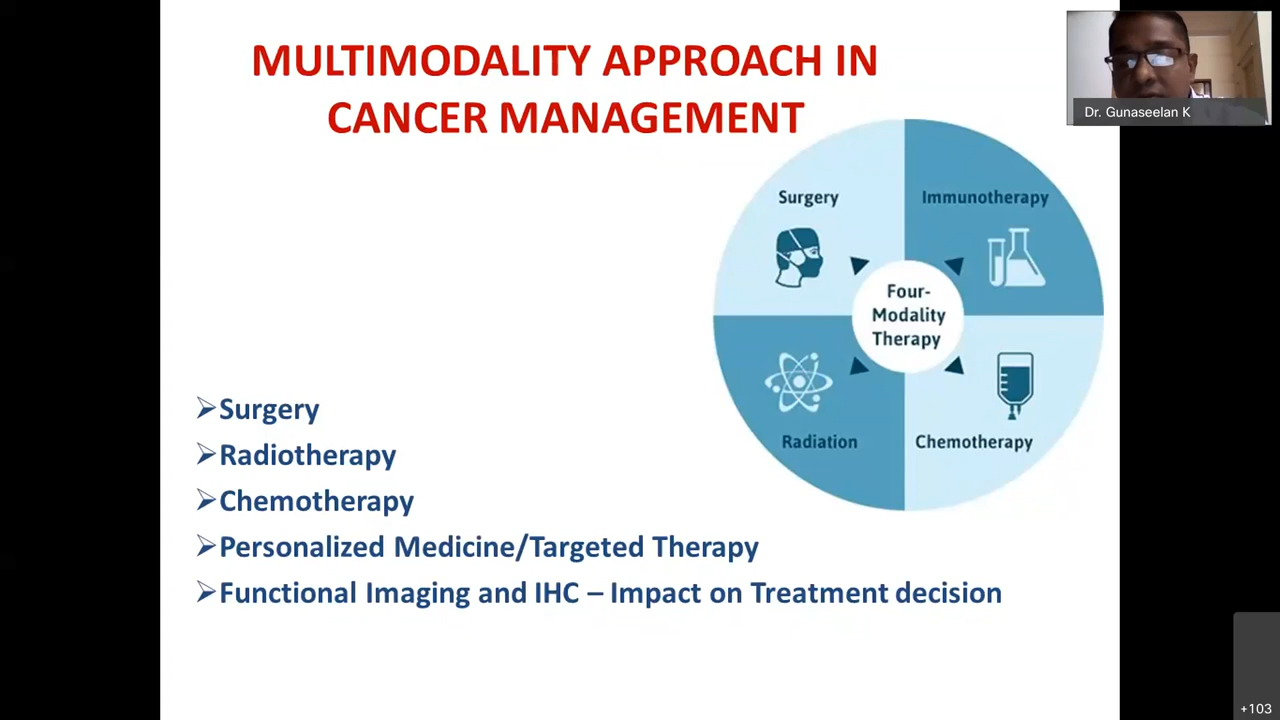 MULTIMODALITY APPROACH IN
CANCER MANAGEMENT
Dr. Gunaseelan K
Surgery
Immunotherapy
Four-
Modality
Therapy
Radiation
Chemotherapy
➢Surgery
➢Radiotherapy
➢Chemotherapy
➢Personalized Medicine/Targeted Therapy
➢Functional Imaging and IHC – Impact on Treatment decision
+103